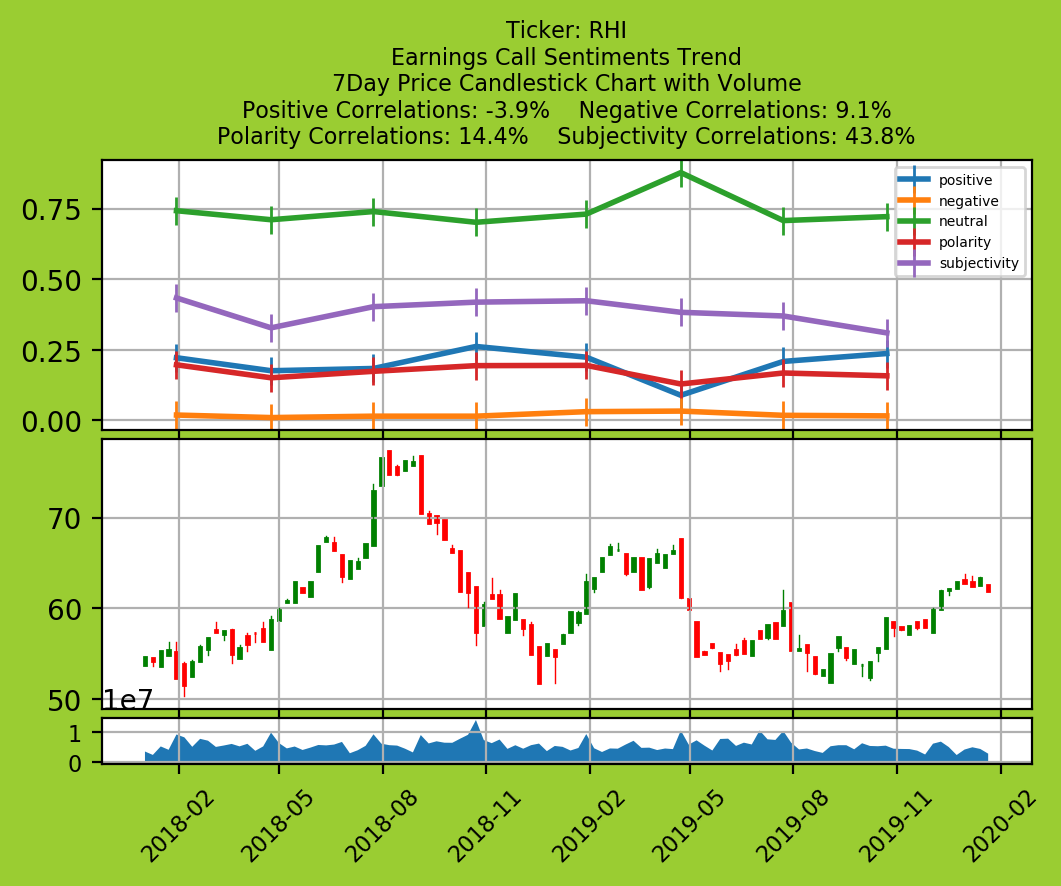 Ticker: RHI
Earnings Call Sentiments Trend
7Day Price Candlestick Chart with Volume
Positive Correlations: -3.9%    Negative Correlations: 9.1%
Polarity Correlations: 14.4%    Subjectivity Correlations: 43.8%
positive
negative
neutral
polarity
subjectivity
0.75
0.50
0.25
0.00
70
60
50
1e7
1
0
2018-02
2018-05
2018-08
2018-11
2019-02
2019-05
2019-08
2019-11
2020-02